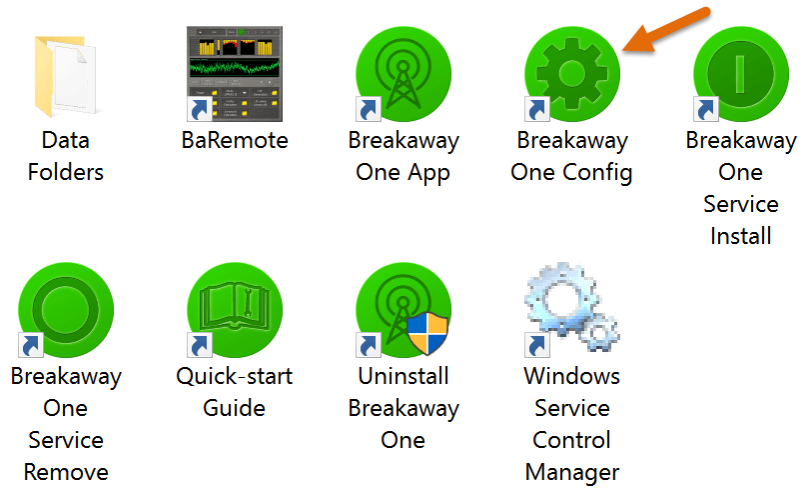 Data
Folders
BaRemote
Breakaway
One App
Breakaway
One Config
Breakaway
One
Service
Install
Breakaway
One
Service
Remove
Quick-start
Guide
Uninstall
Breakaway
One
Windows
Service
Control
Manager